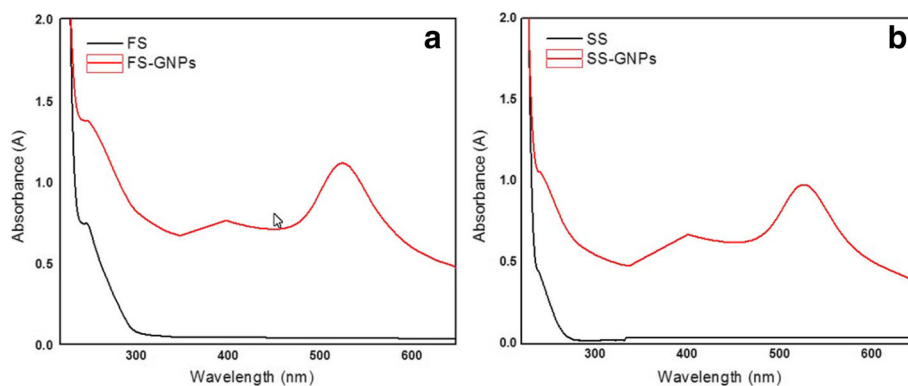 a
FS
FS-GNPs
2.0
1.5
1.0
0.5
0.0
Absorbance (A)
300 400 500 600
Wavelength (nm)
b
SS
SS-GNPs
2.0
1.5
1.0
0.5
0.0
Absorbance (A)
300 400 500 600
Wavelength (nm)